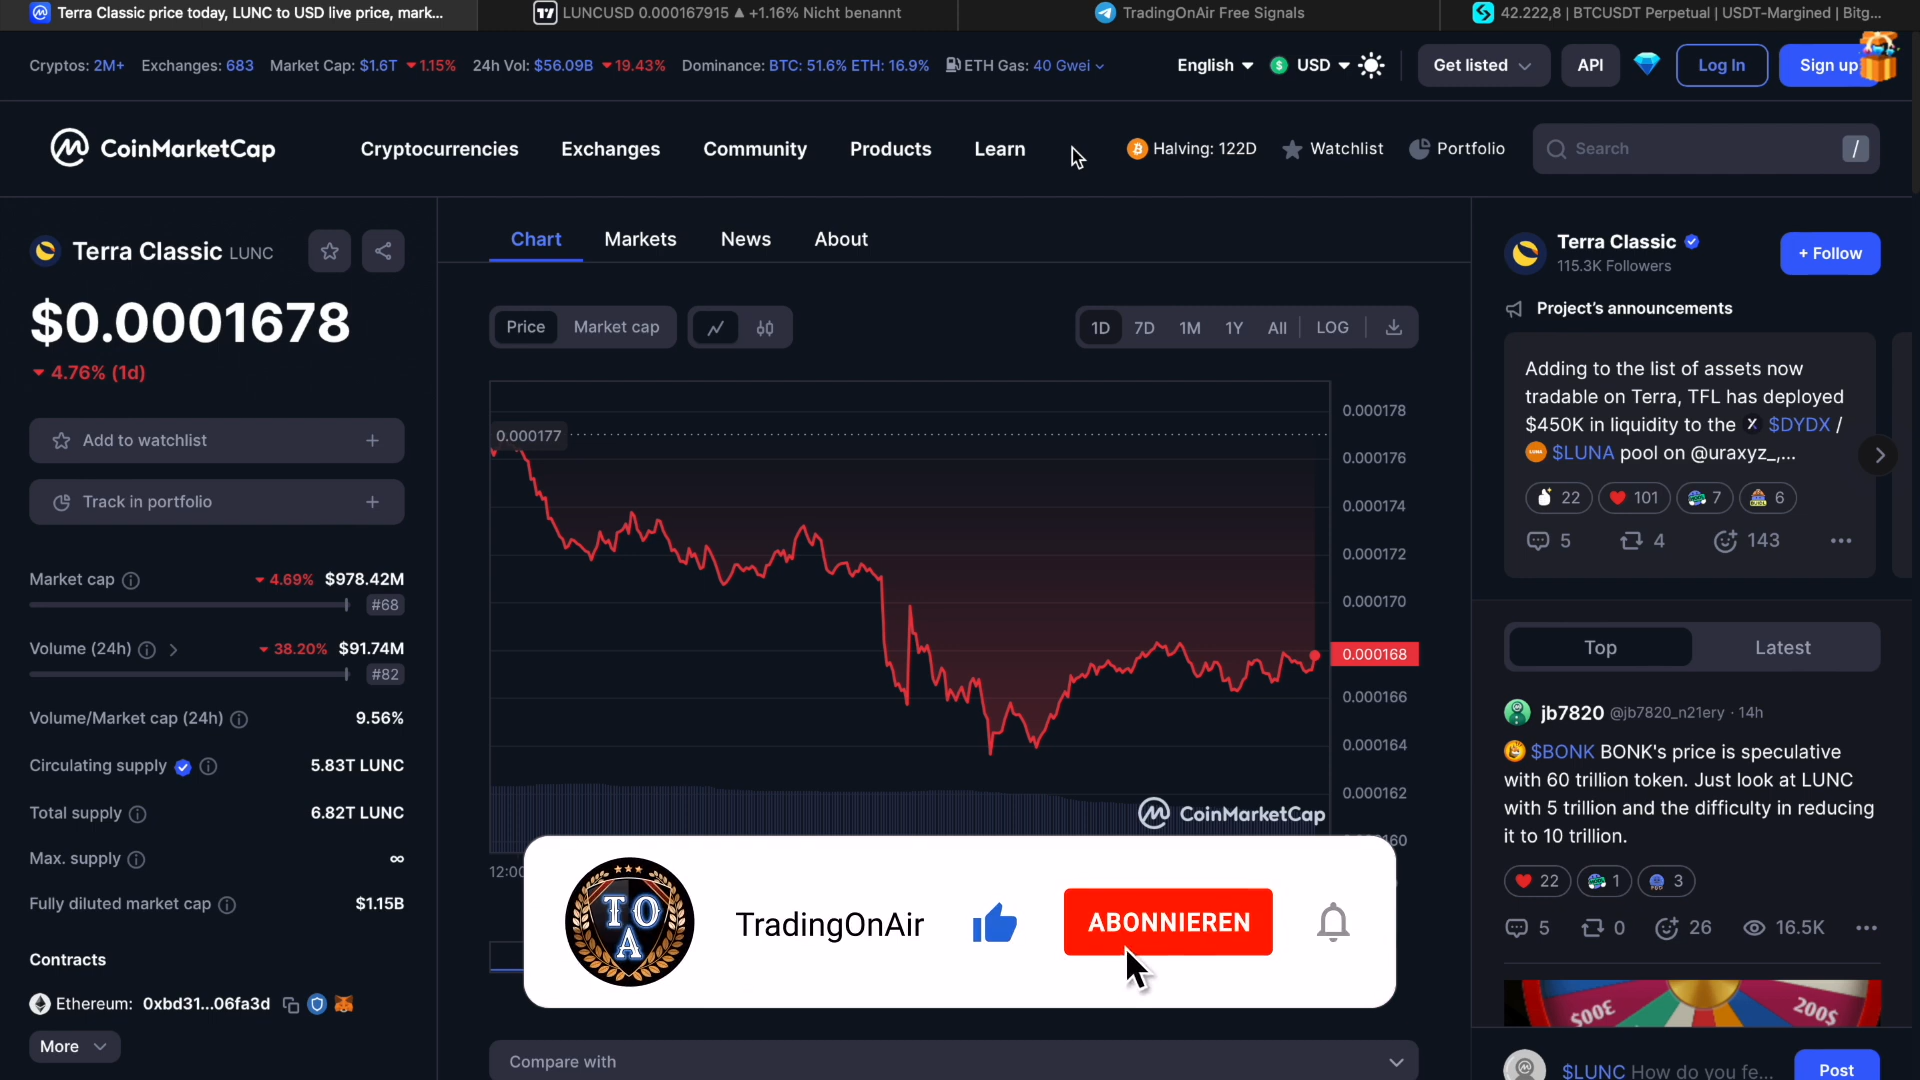 Terra Classic price today, LUNC to USD live price, mark...
LUNCUSD 0.000167915 ▲ +1.16% Nicht benannt
TradingOnAir Free Signals
42.222,8 | BTCUSDT Perpetual | USDT-Margined | Bitg...
Cryptos: 2M+ Exchanges: 683 Market Cap: $1.6T 1.15% 24h Vol: $56.09B 19.43% Dominance: BTC: 51.6% ETH: 16.9% ETH Gas: 40 Gwei
English USD Get listed API Log In Sign up
CoinMarketCap
Cryptocurrencies Exchanges Community Products Learn
Halving: 122D Watchlist Portfolio Search /
Terra Classic LUNC
$0.0001678
4.76% (1d)
Add to watchlist +
Track in portfolio +
Market cap 4.69% $978.42M
#68
Volume (24h) 38.20% $91.74M
#82
Volume/Market cap (24h) 9.56%
Circulating supply 5.83T LUNC
Total supply 6.82T LUNC
Max. supply ∞
Fully diluted market cap $1.15B
Contracts
Ethereum: 0xbd31...06fa3d
More
Chart Markets News About
Price Market cap
1D 7D 1M 1Y All LOG
0.000177
0.000178
0.000176
0.000174
0.000172
0.000170
0.000168
0.000166
0.000164
0.000162
CoinMarketCap
TOA
TradingOnAir
ABONNIEREN
Compare with
Terra Classic
115.3K Followers
+ Follow
Project's announcements
Adding to the list of assets now
tradable on Terra, TFL has deployed
$450K in liquidity to the $DYDX /
$LUNA pool on @uraxyz_,...
22 101 7 6
5 4 143
Top Latest
jb7820 @jb7820_n21ery · 14h
$BONK BONK's price is speculative
with 60 trillion token. Just look at LUNC
with 5 trillion and the difficulty in reducing
it to 10 trillion.
22 1 3
5 0 26 16.5K
300$ 200$
$LUNC How do you fe...
Post